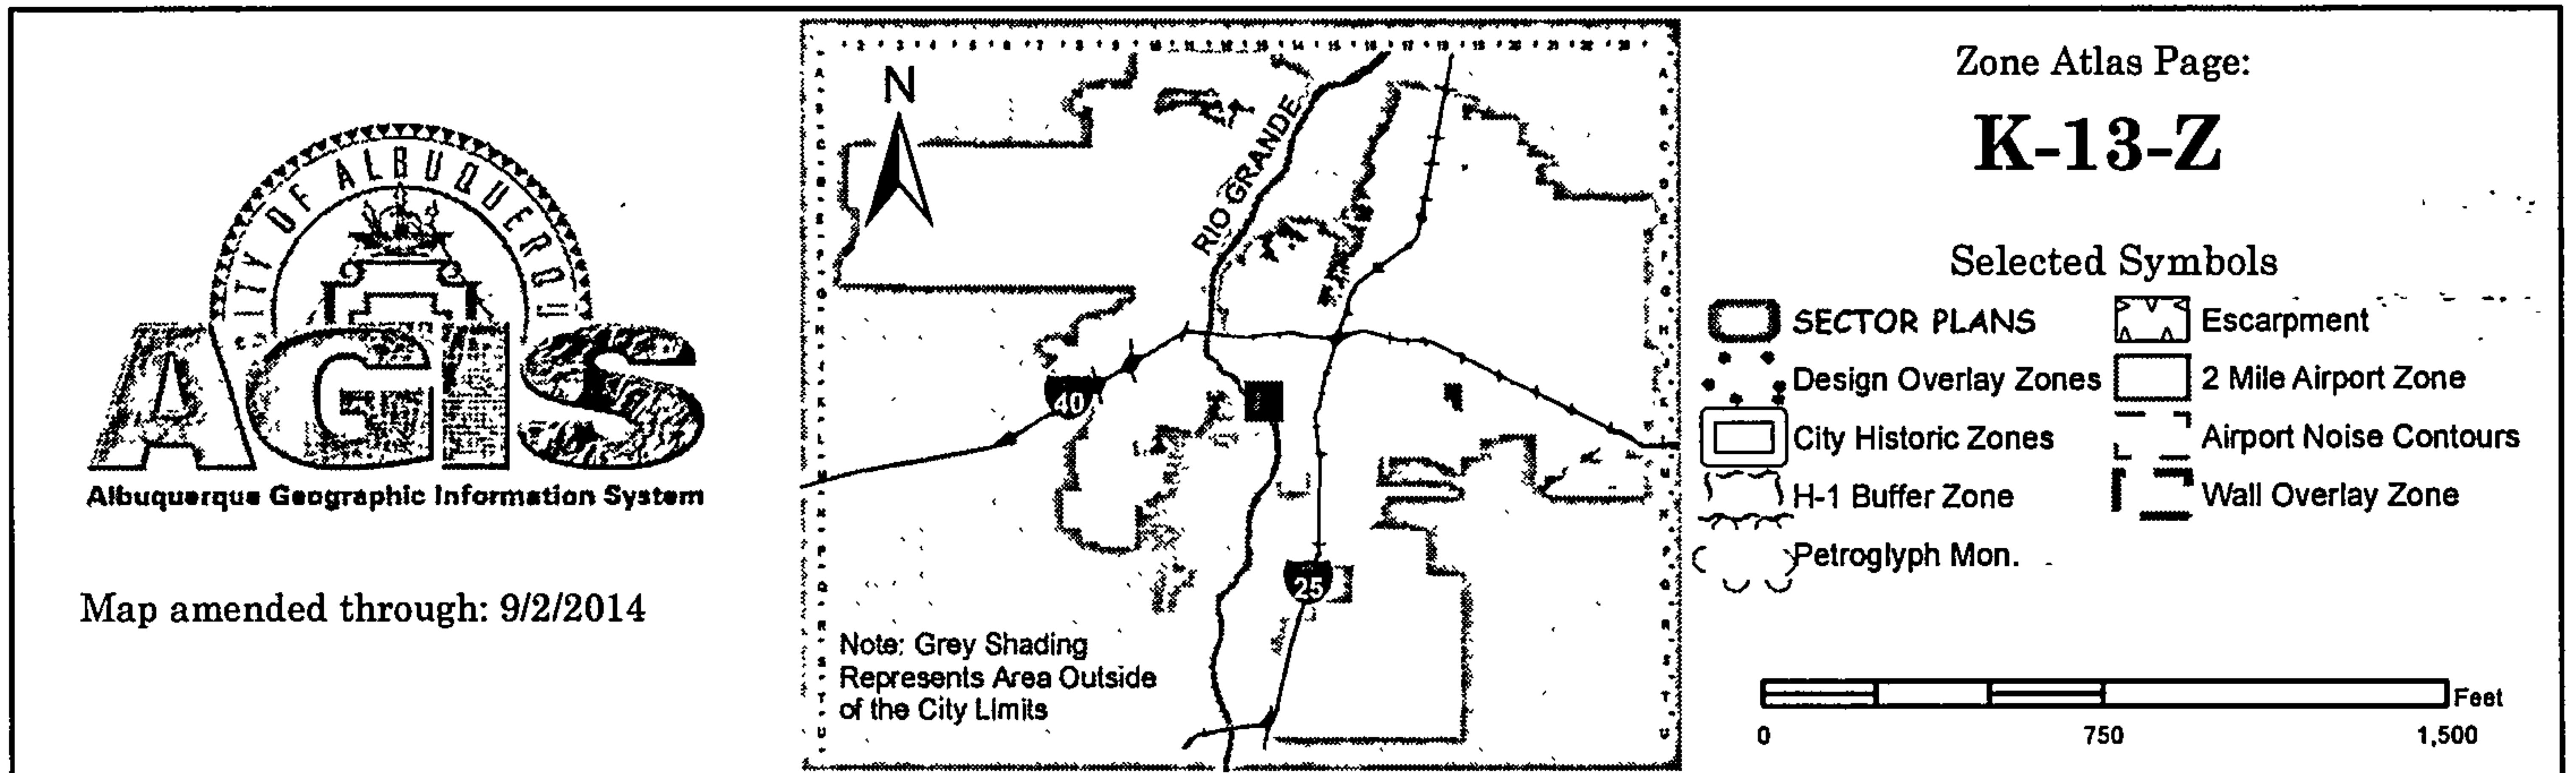 CITY OF ALBUQUERQUE
AGIS
Albuquerque Geographic Information System
Map amended through: 9/2/2014
N
RIO GRANDE
40
25
Note: Grey Shading
Represents Area Outside
of the City Limits
Zone Atlas Page:
K-13-Z
Selected Symbols
SECTOR PLANS
Design Overlay Zones
City Historic Zones
H-1 Buffer Zone
Petroglyph Mon.
Escarpment
2 Mile Airport Zone
Airport Noise Contours
Wall Overlay Zone
Feet
0 750 1,500